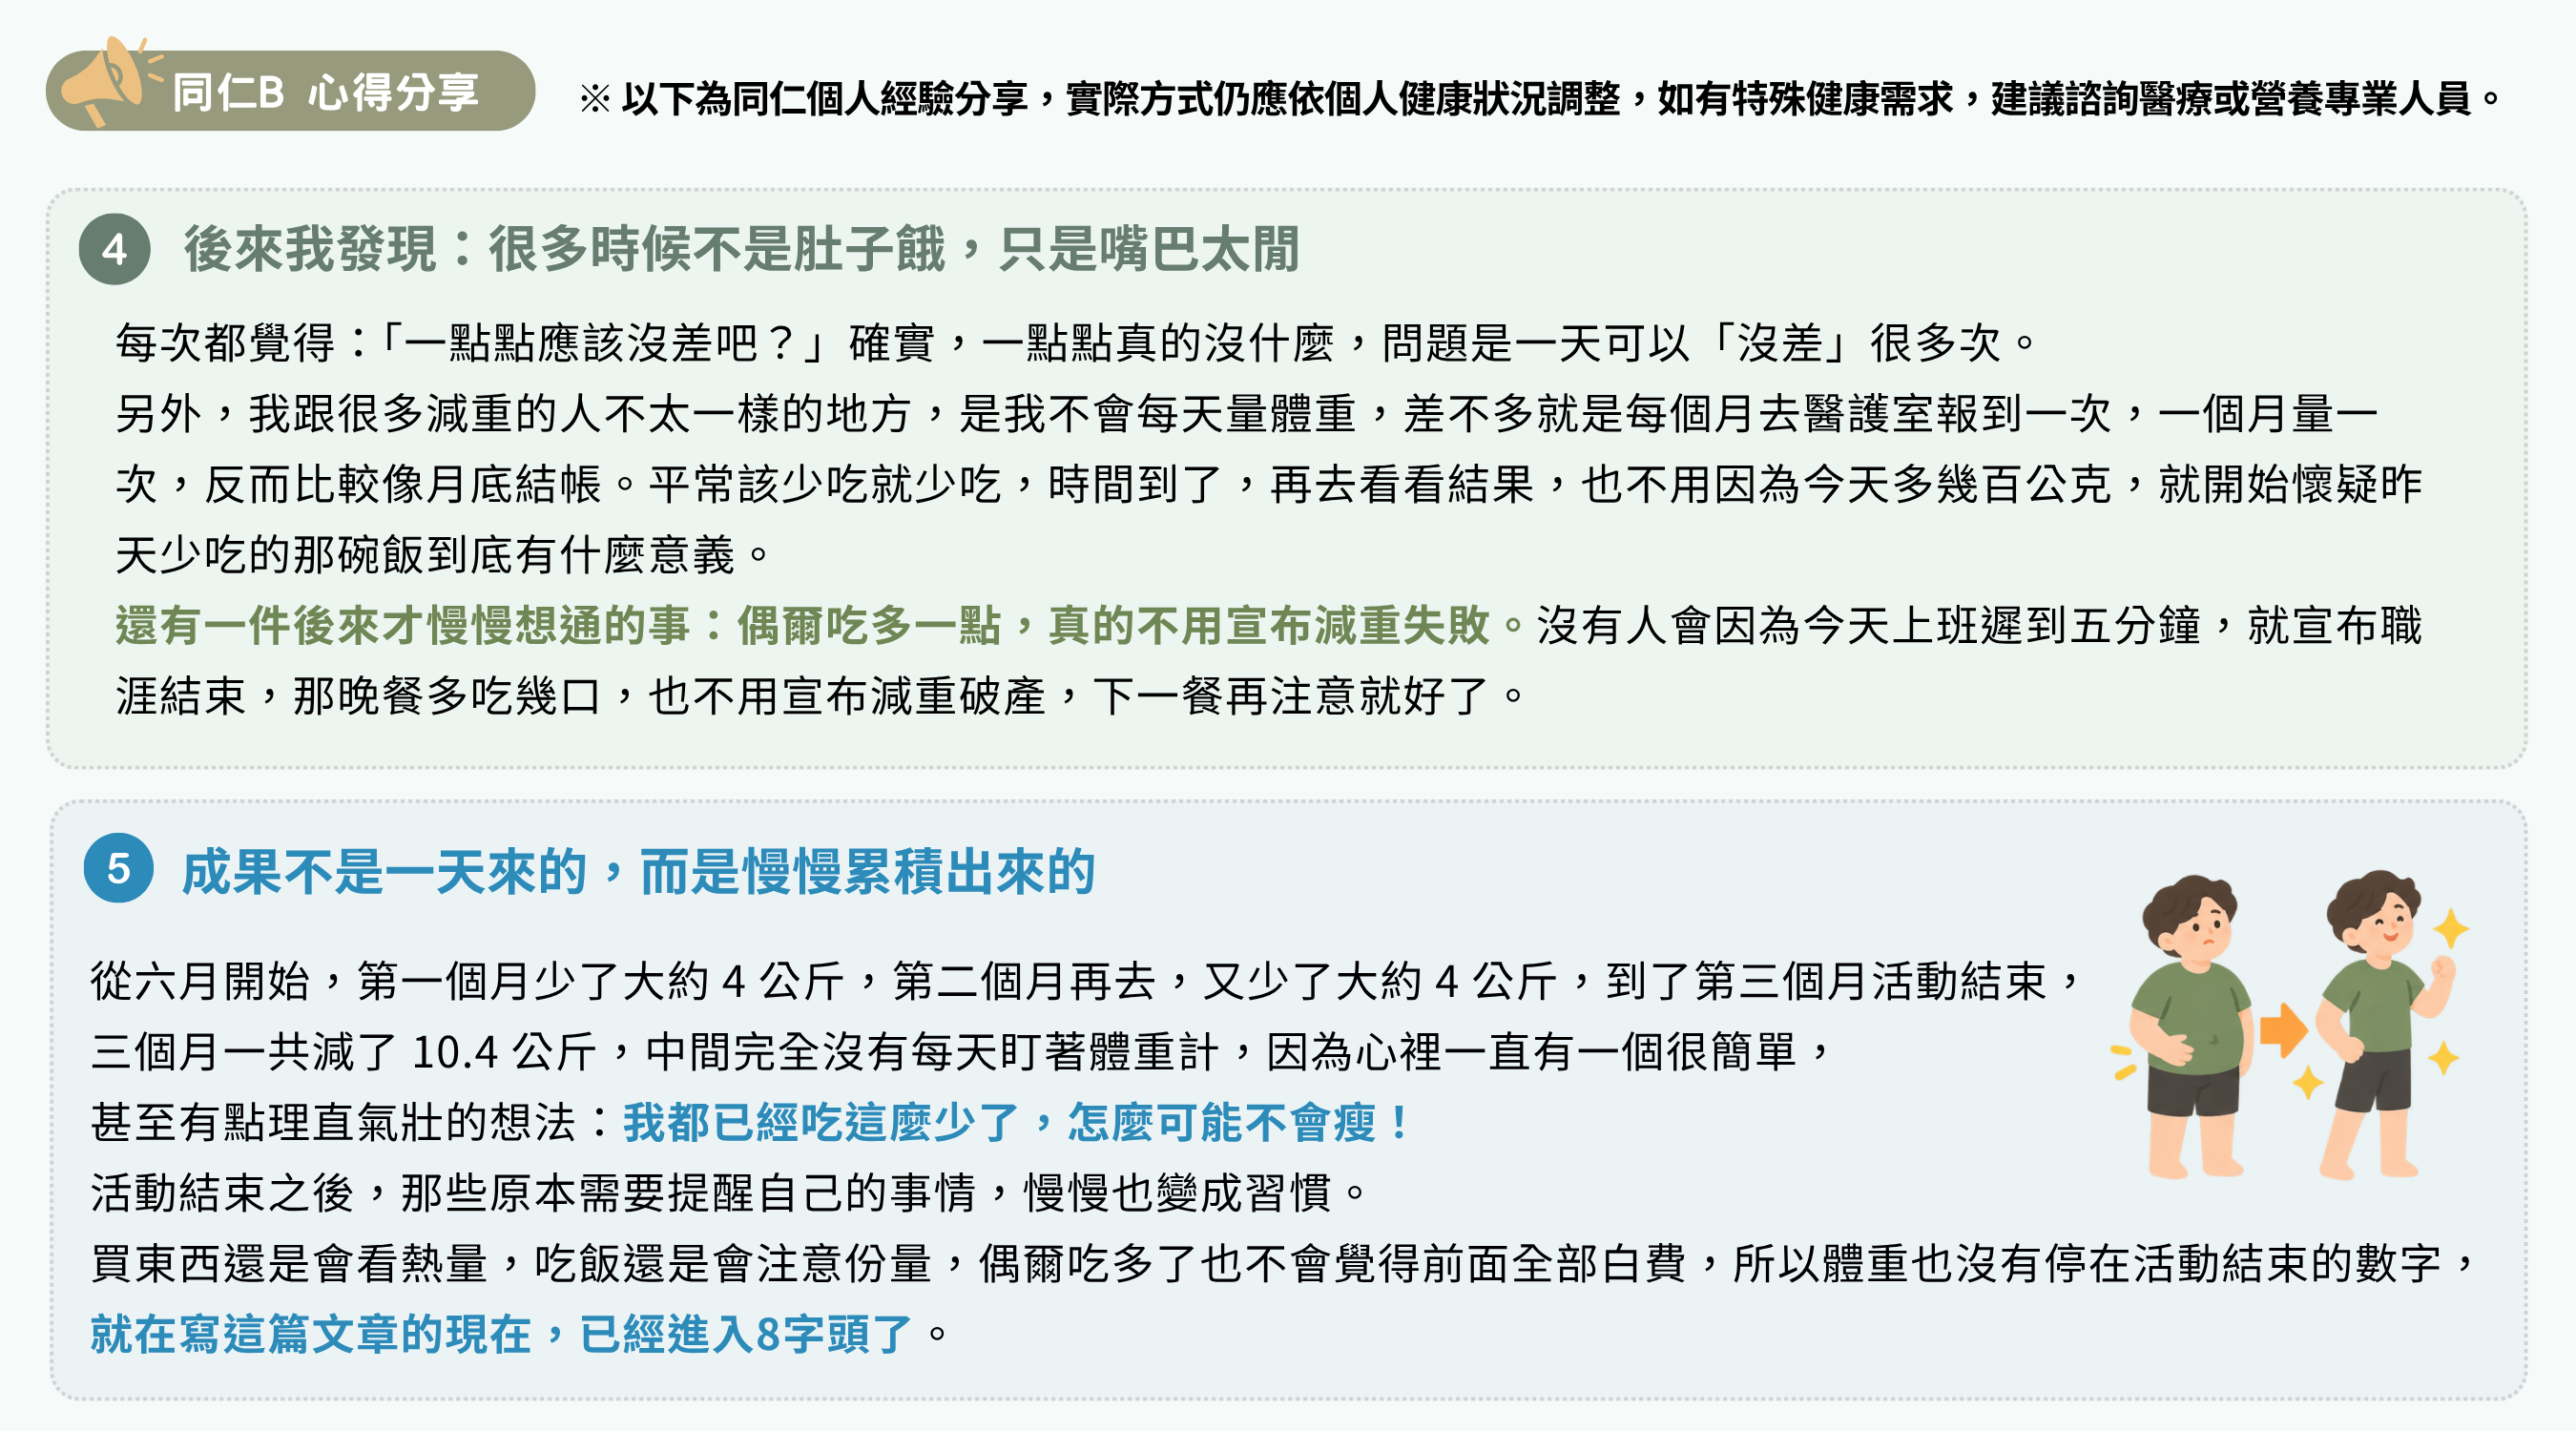 同仁B 心得分享
※ 以下為同仁個人經驗分享，實際方式仍應依個人健康狀況調整，如有特殊健康需求，建議諮詢醫療或營養專業人員。
4 後來我發現：很多時候不是肚子餓，只是嘴巴太閒
每次都覺得：「一點點應該沒差吧？」確實，一點點真的沒什麼，問題是一天可以「沒差」很多次。
另外，我跟很多減重的人不太一樣的地方，是我不會每天量體重，差不多就是每個月去醫護室報到一次，一個月量一
次，反而比較像月底結帳。平常該少吃就少吃，時間到了，再去看看結果，也不用因為今天多幾百公克，就開始懷疑昨
天少吃的那碗飯到底有什麼意義。
還有一件後來才慢慢想通的事：偶爾吃多一點，真的不用宣布減重失敗。沒有人會因為今天上班遲到五分鐘，就宣布職
涯結束，那晚餐多吃幾口，也不用宣布減重破產，下一餐再注意就好了。
5 成果不是一天來的，而是慢慢累積出來的
從六月開始，第一個月少了大約 4 公斤，第二個月再去，又少了大約 4 公斤，到了第三個月活動結束，
三個月一共減了 10.4 公斤，中間完全沒有每天盯著體重計，因為心裡一直有一個很簡單，
甚至有點理直氣壯的想法：我都已經吃這麼少了，怎麼可能不會瘦！
活動結束之後，那些原本需要提醒自己的事情，慢慢也變成習慣。
買東西還是會看熱量，吃飯還是會注意份量，偶爾吃多了也不會覺得前面全部白費，所以體重也沒有停在活動結束的數字，
就在寫這篇文章的現在，已經進入8字頭了。